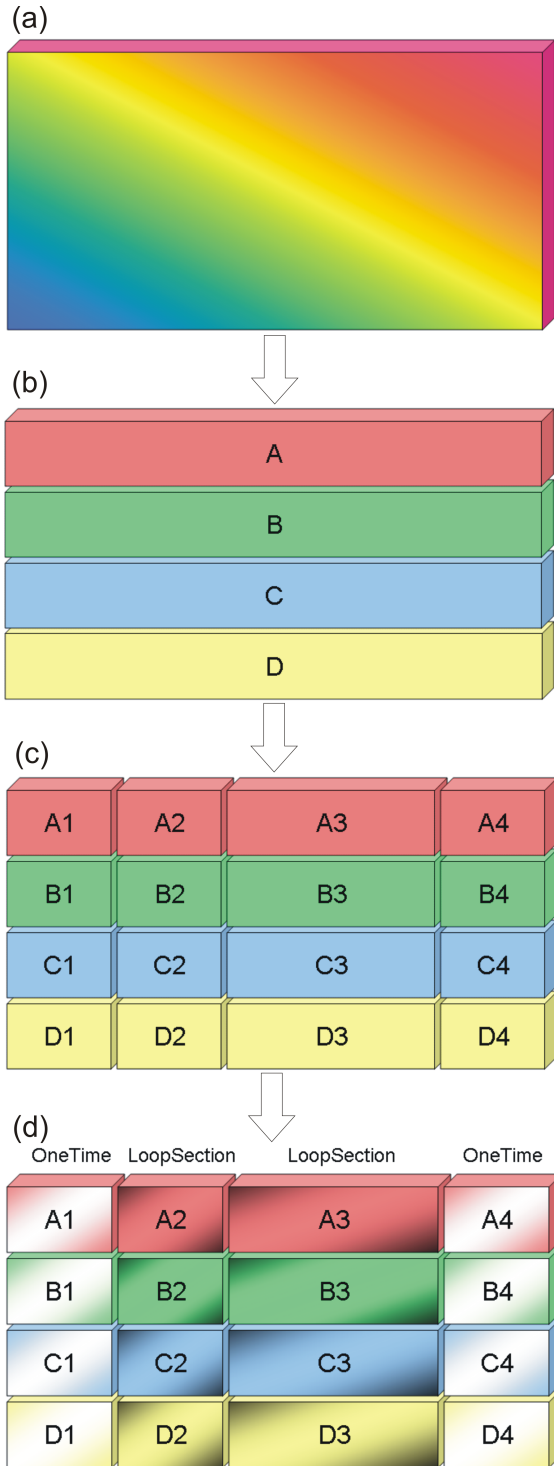 (a)
(b)
A
B
C
D
(c)
A1 A2 A3 A4
B1 B2 B3 B4
C1 C2 C3 C4
D1 D2 D3 D4
(d)
OneTime LoopSection LoopSection OneTime
A1 A2 A3 A4
B1 B2 B3 B4
C1 C2 C3 C4
D1 D2 D3 D4